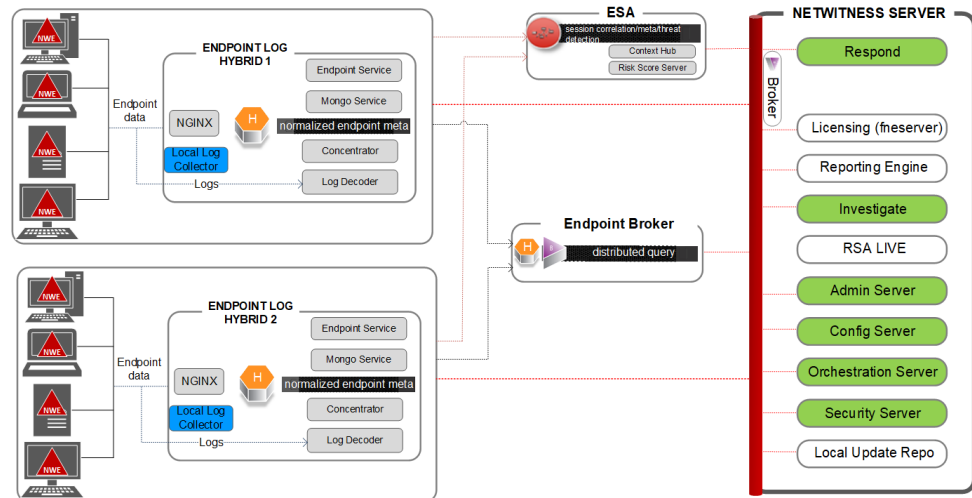 ESA
NETWITNESS SERVER
session correlation/meta/threat
detection
Context Hub
Risk Score Server
Respond
Broker
NWE
NWE
NWE
NWE
Endpoint
data
ENDPOINT LOG
HYBRID 1
Endpoint Service
Mongo Service
NGINX
H
normalized endpoint meta
Local Log
Collector
Concentrator
Logs
Log Decoder
Licensing (fneserver)
Reporting Engine
Investigate
Endpoint Broker
H
B
distributed query
RSA LIVE
Admin Server
Config Server
Orchestration Server
Security Server
Local Update Repo
NWE
NWE
NWE
NWE
Endpoint
data
ENDPOINT LOG
HYBRID 2
Endpoint Service
Mongo Service
NGINX
H
normalized endpoint meta
Local Log
Collector
Concentrator
Logs
Log Decoder